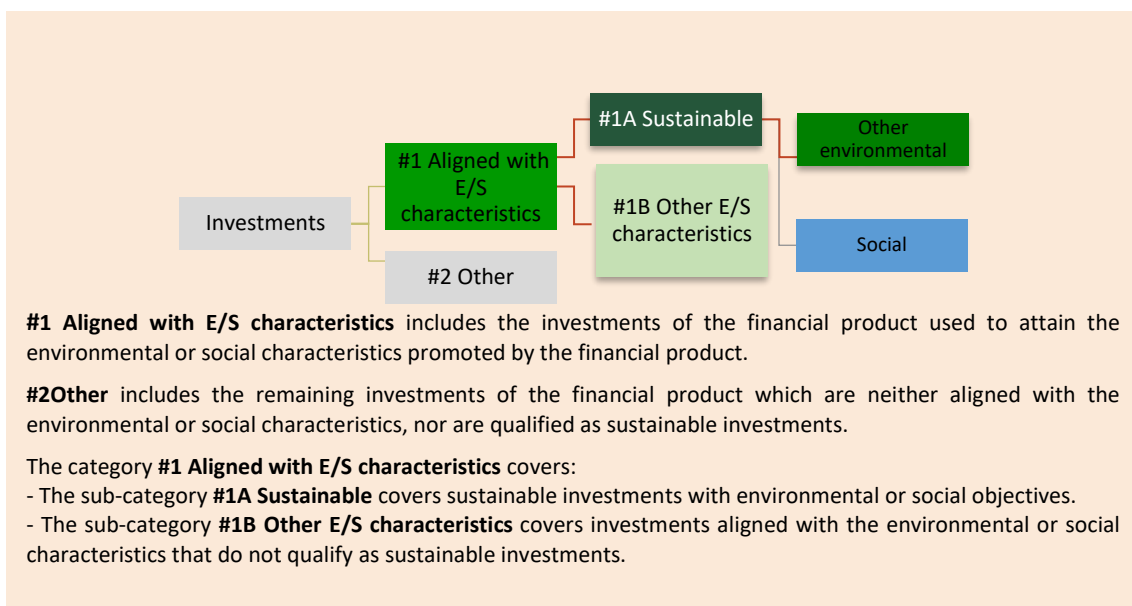 #1A Sustainable
Other
environmental
#1 Aligned with
E/S
characteristics
#1B Other E/S
characteristics
Investments
Social
#2 Other
#1 Aligned with E/S characteristics includes the investments of the financial product used to attain the
environmental or social characteristics promoted by the financial product.
#2Other includes the remaining investments of the financial product which are neither aligned with the
environmental or social characteristics, nor are qualified as sustainable investments.
The category #1 Aligned with E/S characteristics covers:
- The sub-category #1A Sustainable covers sustainable investments with environmental or social objectives.
- The sub-category #1B Other E/S characteristics covers investments aligned with the environmental or social
characteristics that do not qualify as sustainable investments.